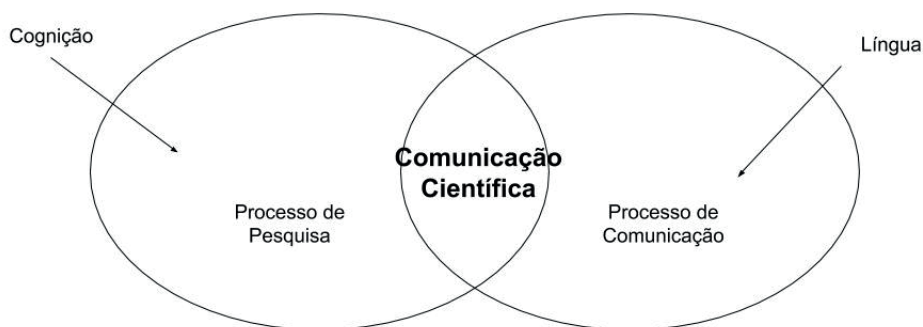 Cognição
Língua
Comunicação
Científica
Processo de
Pesquisa
Processo de
Comunicação